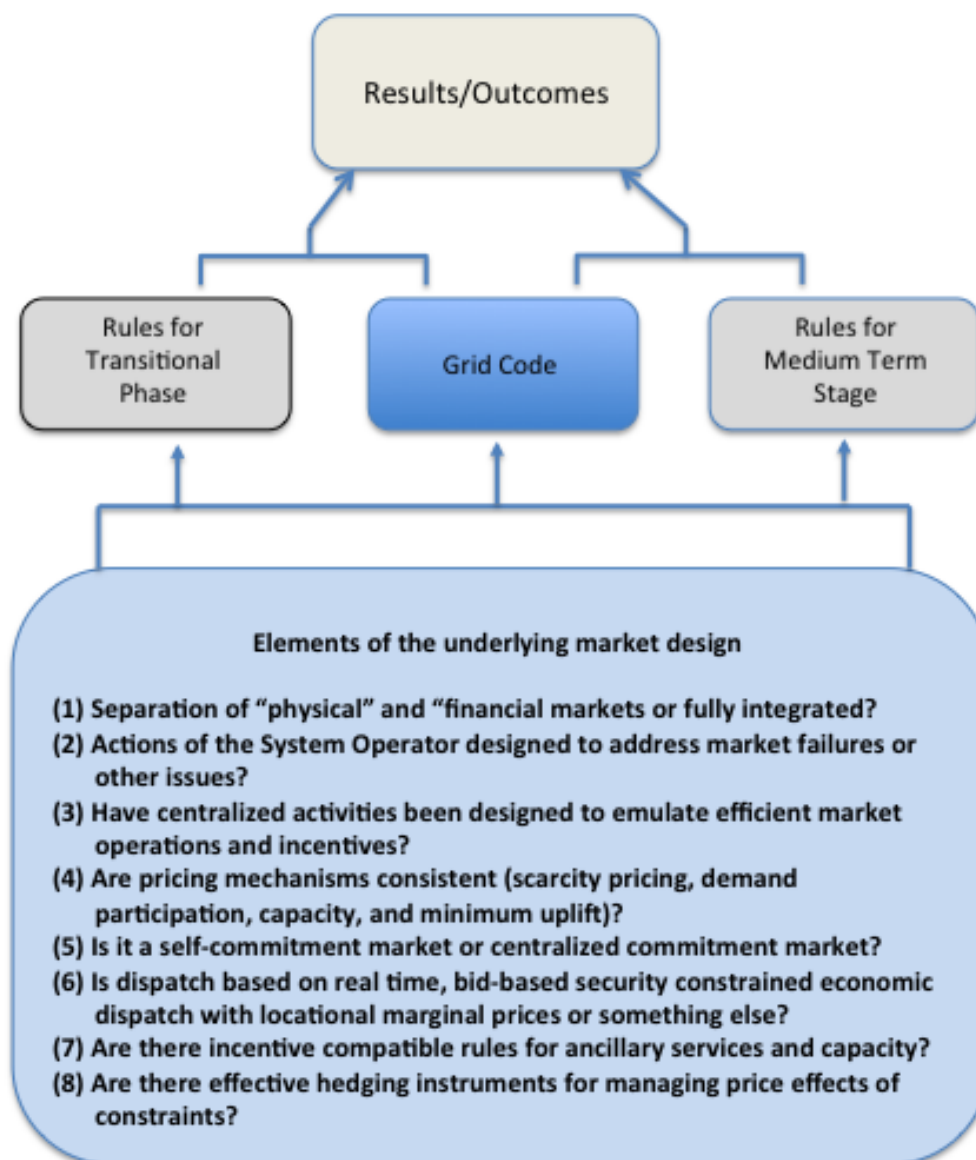 Results/Outcomes
Rules for
Transitional
Phase
Grid Code
Rules for
Medium Term
Stage
Elements of the underlying market design
(1) Separation of “physical” and “financial markets or fully integrated?
(2) Actions of the System Operator designed to address market failures or
other issues?
(3) Have centralized activities been designed to emulate efficient market
operations and incentives?
(4) Are pricing mechanisms consistent (scarcity pricing, demand
participation, capacity, and minimum uplift)?
(5) Is it a self-commitment market or centralized commitment market?
(6) Is dispatch based on real time, bid-based security constrained economic
dispatch with locational marginal prices or something else?
(7) Are there incentive compatible rules for ancillary services and capacity?
(8) Are there effective hedging instruments for managing price effects of
constraints?